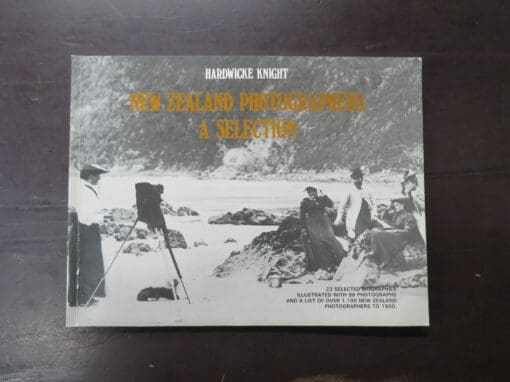 HARDWICKE KNIGHT
NEW ZEALAND PHOTOGRAPHERS
A SELECTION
23 SELECTED BIOGRAPHIES
ILLUSTRATED WITH 96 PHOTOGRAPHS
AND A LIST OF OVER 1,100 NEW ZEALAND
PHOTOGRAPHERS TO 1900.